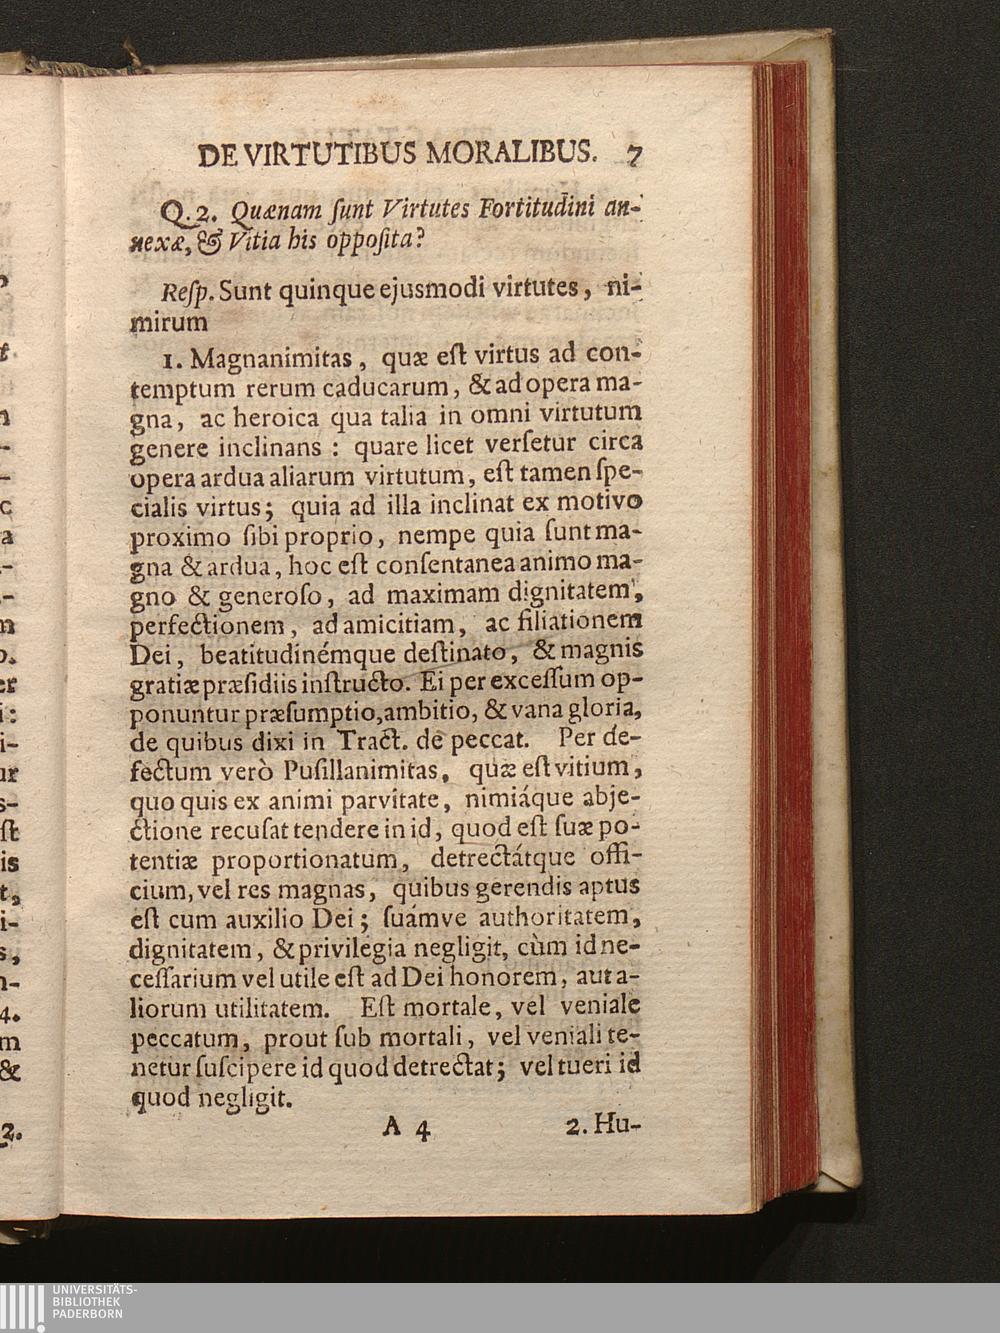 DE VIRTUTIBUS MORALIBUS. 7
Q. 2. Quænam ſunt Virtutes Fortitudini an-
nexæ, & Vitia his oppoſita?
Reſp. Sunt quinque ejusmodi virtutes, ni-
mirum
1. Magnanimitas, quæ eſt virtus ad con-
temptum rerum caducarum, & ad opera ma-
gna, ac heroica qua talia in omni virtutum
genere inclinans : quare licet verſetur circa
opera ardua aliarum virtutum, eſt tamen ſpe-
cialis virtus; quia ad illa inclinat ex motivo
proximo ſibi proprio, nempe quia ſunt ma-
gna & ardua, hoc eſt conſentanea animo ma-
gno & generoſo, ad maximam dignitatem,
perfectionem, ad amicitiam, ac filiationem
Dei, beatitudinémque deſtinato, & magnis
gratiæ præſidiis inſtructo. Ei per exceſſum op-
ponuntur præſumptio, ambitio, & vana gloria,
de quibus dixi in Tract. de peccat. Per de-
fectum verò Puſillanimitas, quæ eſt vitium,
quo quis ex animi parvitate, nimiáque abje-
ctione recuſat tendere in id, quod eſt ſuæ po-
tentiæ proportionatum, detrectátque offi-
cium, vel res magnas, quibus gerendis aptus
eſt cum auxilio Dei; ſuámve authoritatem,
dignitatem, & privilegia negligit, cùm id ne-
ceſſarium vel utile eſt ad Dei honorem, aut a-
liorum utilitatem. Eſt mortale, vel veniale
peccatum, prout ſub mortali, vel veniali te-
netur ſuſcipere id quod detrectat; vel tueri id
quod negligit.
A 4 2. Hu-
UNIVERSITÄTS-
BIBLIOTHEK
PADERBORN